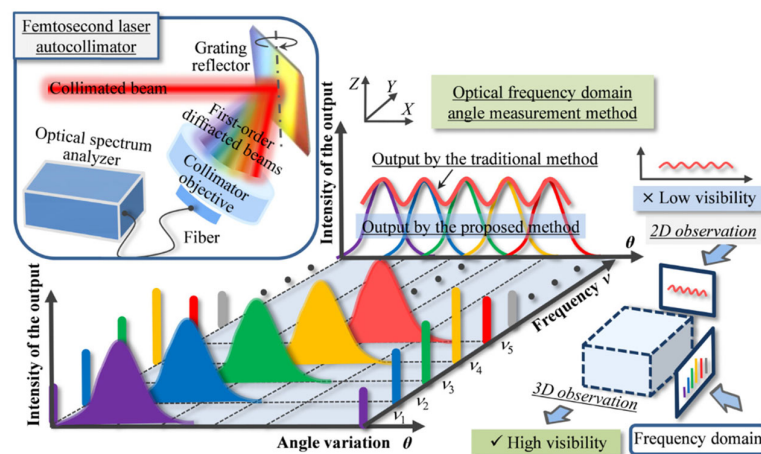 Femtosecond laser
autocollimator
Grating
reflector
Collimated beam
First-order
diffracted beams
Optical spectrum
analyzer
Collimator
objective
Fiber
Z
Y
X
Optical frequency domain
angle measurement method
Intensity of the output
Output by the traditional method
Output by the proposed method
θ
× Low visibility
2D observation
Intensity of the output
Frequency ν
ν5
ν4
ν3
ν2
ν1
Angle variation θ
3D observation
✓ High visibility
Frequency domain